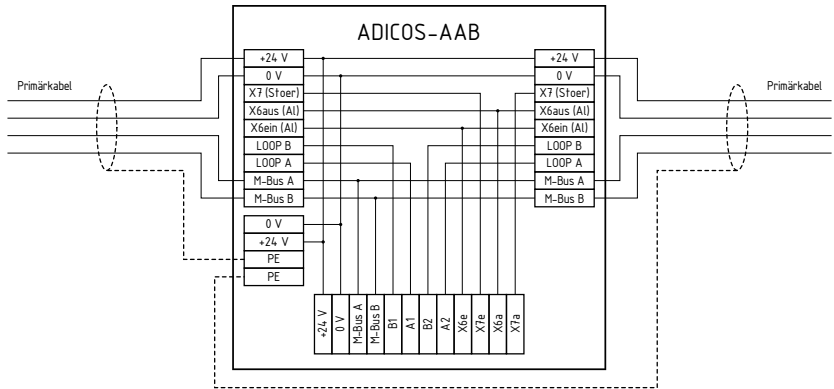 ADICOS-AAB
Primärkabel
+24 V
0 V
X7 (Stoer)
X6aus (Al)
X6ein (Al)
LOOP B
LOOP A
M-Bus A
M-Bus B
0 V
+24 V
PE
PE
+24 V
0 V
X7 (Stoer)
X6aus (Al)
X6ein (Al)
LOOP B
LOOP A
M-Bus A
M-Bus B
Primärkabel
+24 V
0 V
M-Bus A
M-Bus B
B1
A1
B2
A2
X6e
X7e
X6a
X7a